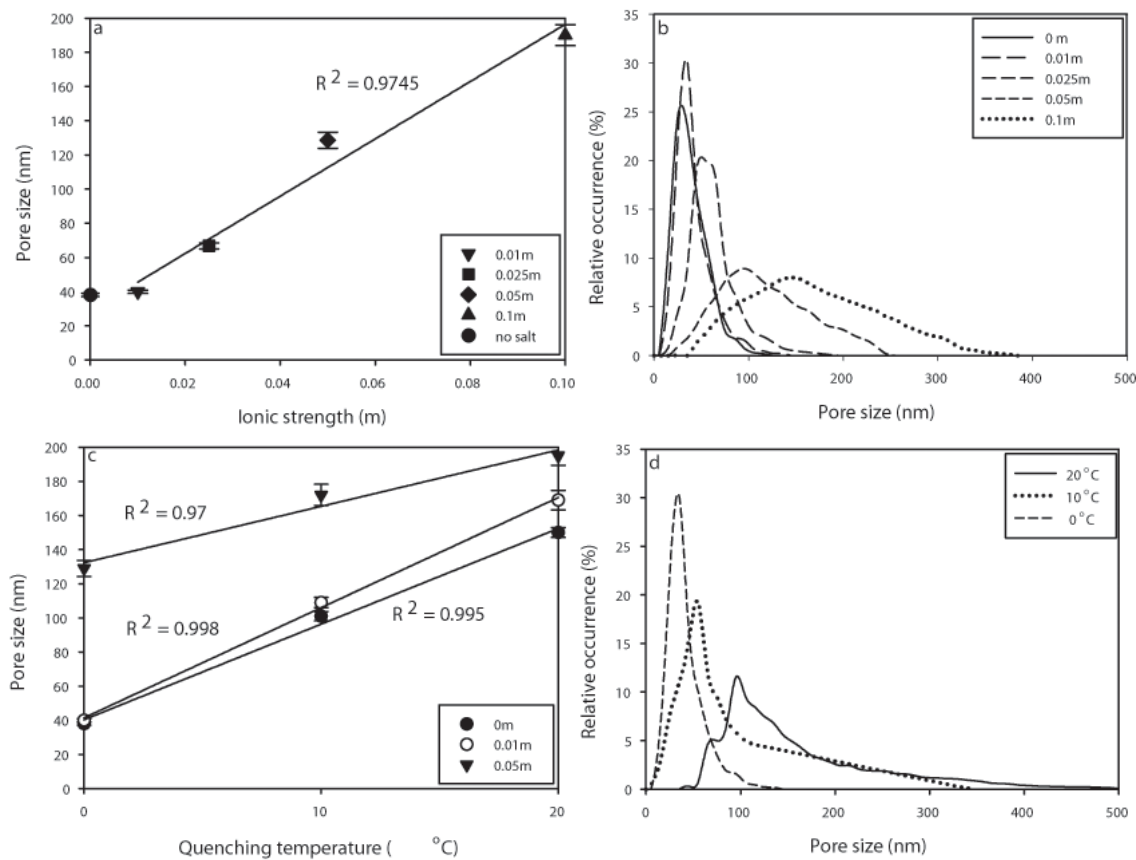 a
200
180
160
140
120
100
80
60
40
20
0
Pore size (nm)
R 2 = 0.9745
0.01m
0.025m
0.05m
0.1m
no salt
0.00
0.02
0.04
0.06
0.08
0.10
Ionic strength (m)
b
35
30
25
20
15
10
5
0
Relative occurrence (%)
0 m
0.01m
0.025m
0.05m
0.1m
0
100
200
300
400
500
Pore size (nm)
c
200
180
160
140
120
100
80
60
40
20
0
Pore size (nm)
R 2 = 0.97
R 2 = 0.998
R 2 = 0.995
0m
0.01m
0.05m
0
10
20
Quenching temperature ( °C)
d
35
30
25
20
15
10
5
0
Relative occurrence (%)
20°C
10°C
0°C
0
100
200
300
400
500
Pore size (nm)